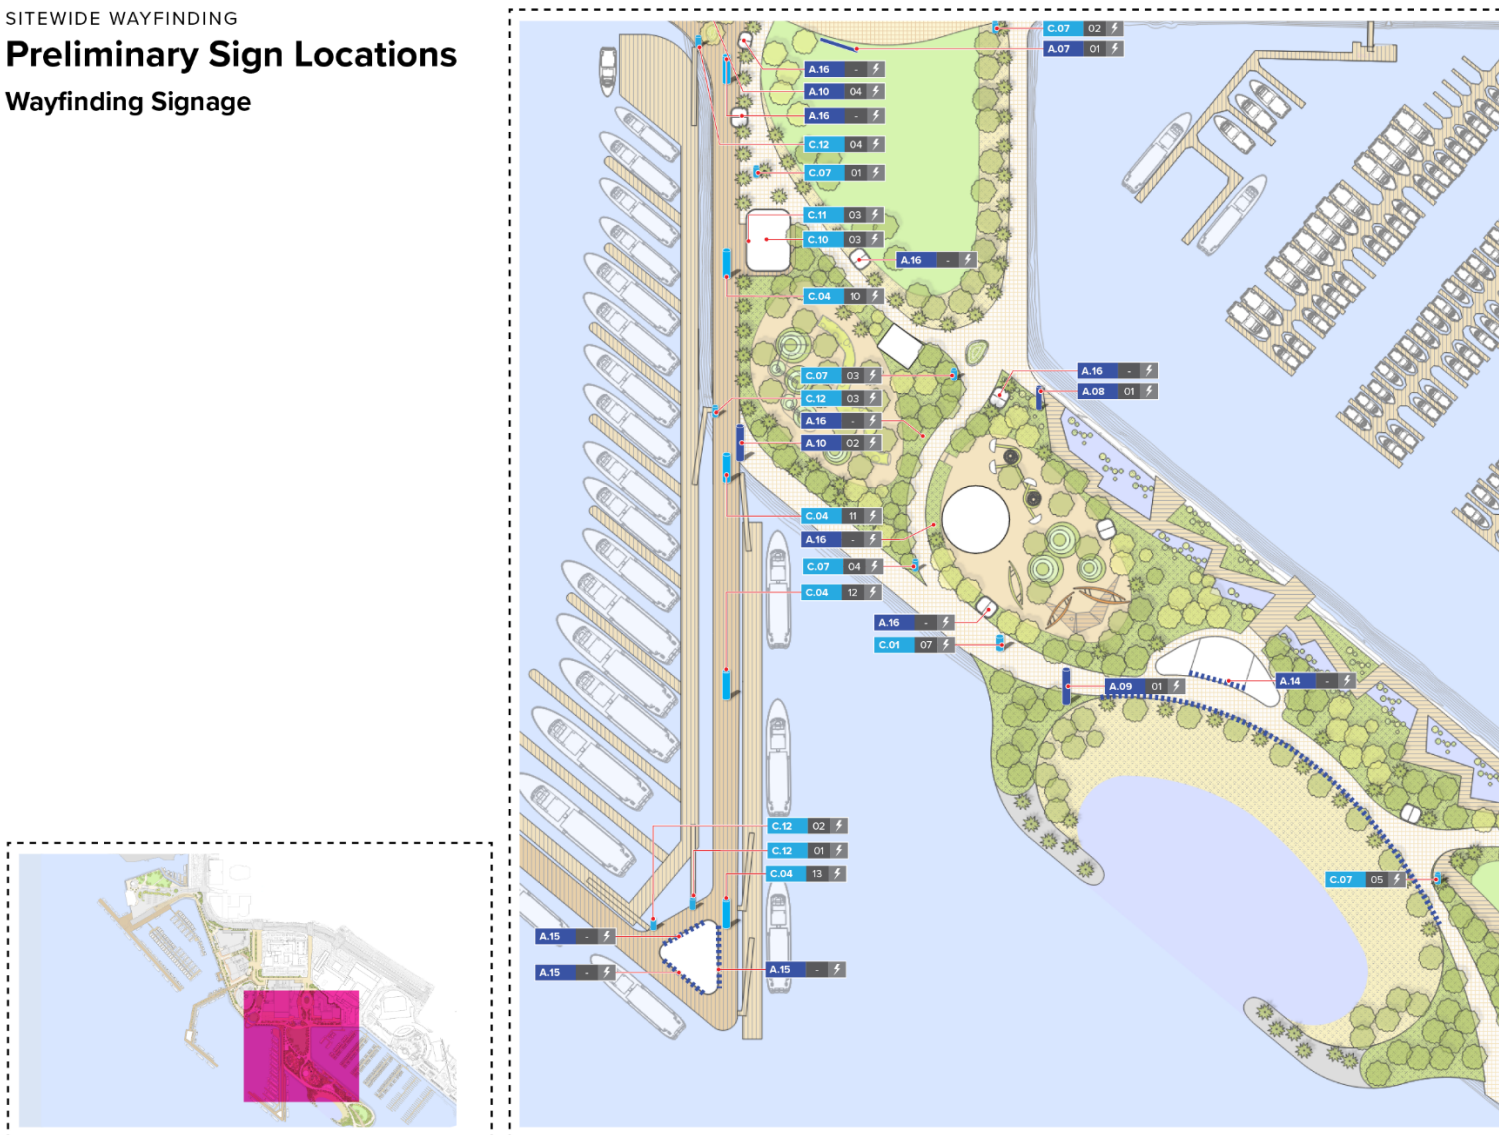 SITEWIDE WAYFINDING
Preliminary Sign Locations
Wayfinding Signage
C.07 02
A.07 01
A.16 -
A.10 04
A.16 -
C.12 04
C.07 01
C.11 03
C.10 03
A.16 -
C.04 10
A.16 -
C.07 03
A.08 01
C.12 03
A.16 -
A.10 02
C.04 11
A.16 -
C.07 04
C.04 12
A.16 -
C.01 07
A.14 -
A.09 01
C.12 02
C.12 01
C.04 13
C.07 05
A.15 -
A.15 -
A.15 -